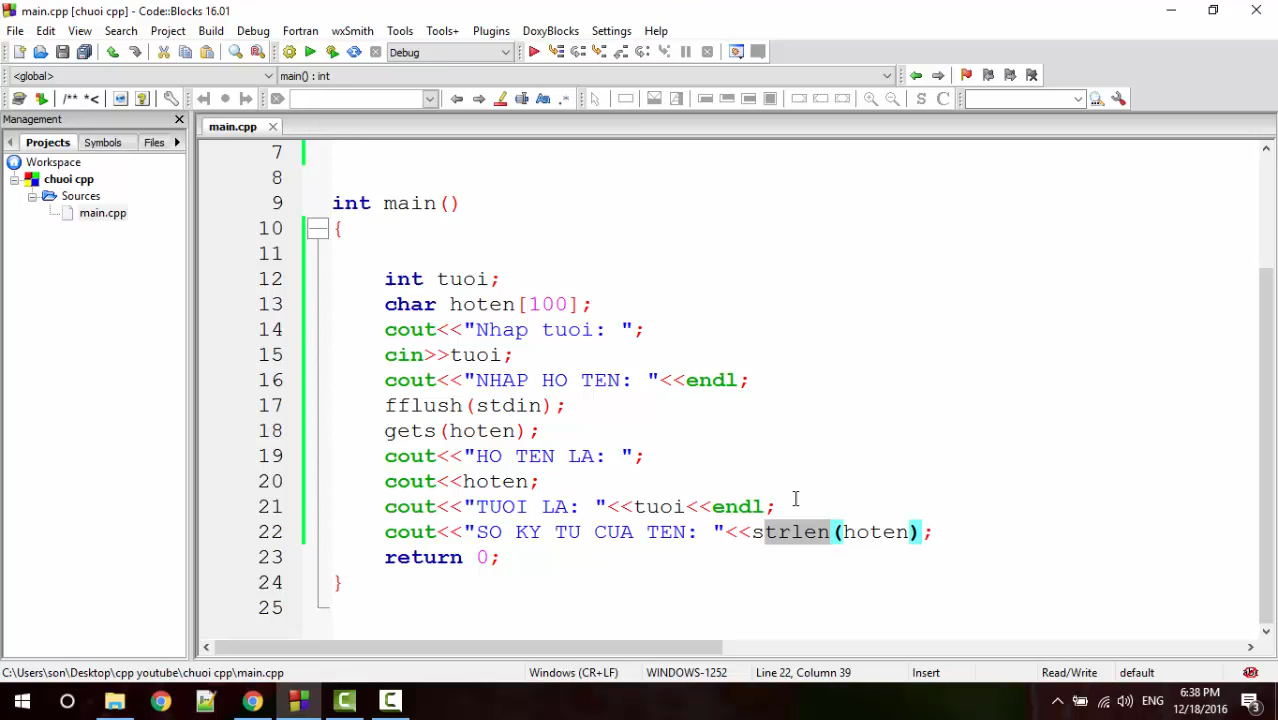 main.cpp [chuoi cpp] - Code::Blocks 16.01
File Edit View Search Project Build Debug Fortran wxSmith Tools Tools+ Plugins DoxyBlocks Settings Help
Debug
<global> main() : int
/** *< S C
Management
Projects Symbols Files
main.cpp
Workspace
chuoi cpp
Sources
main.cpp
7
8
9 int main()
10 {
11
12 int tuoi;
13 char hoten[100];
14 cout<<"Nhap tuoi: ";
15 cin>>tuoi;
16 cout<<"NHAP HO TEN: "<<endl;
17 fflush(stdin);
18 gets(hoten);
19 cout<<"HO TEN LA: ";
20 cout<<hoten;
21 cout<<"TUOI LA: "<<tuoi<<endl;
22 cout<<"SO KY TU CUA TEN: "<<strlen(hoten);
23 return 0;
24 }
25
C:\Users\son\Desktop\cpp youtube\chuoi cpp\main.cpp Windows (CR+LF) WINDOWS-1252 Line 22, Column 39 Insert Read/Write default
ENG 6:38 PM
12/18/2016 3